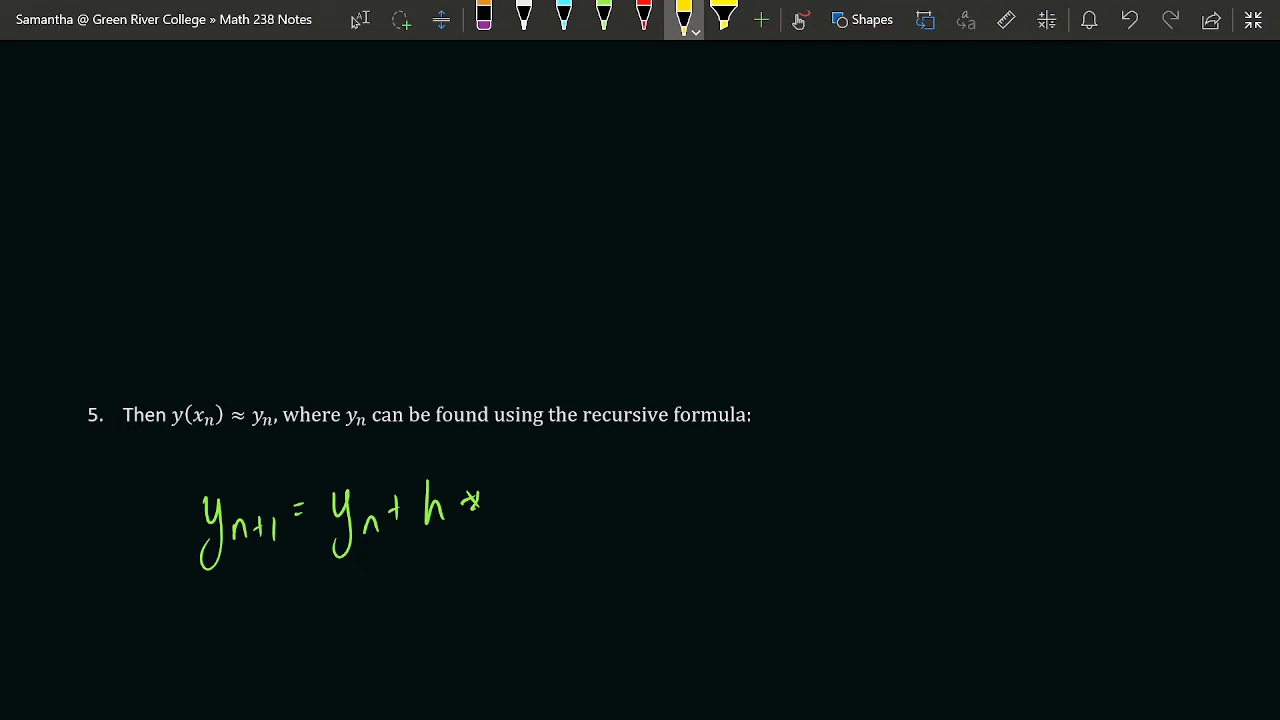 Samantha @ Green River College » Math 238 Notes
Shapes
5. Then y(xₙ) ≈ yₙ, where yₙ can be found using the recursive formula:
yₙ₊₁ = yₙ + h *